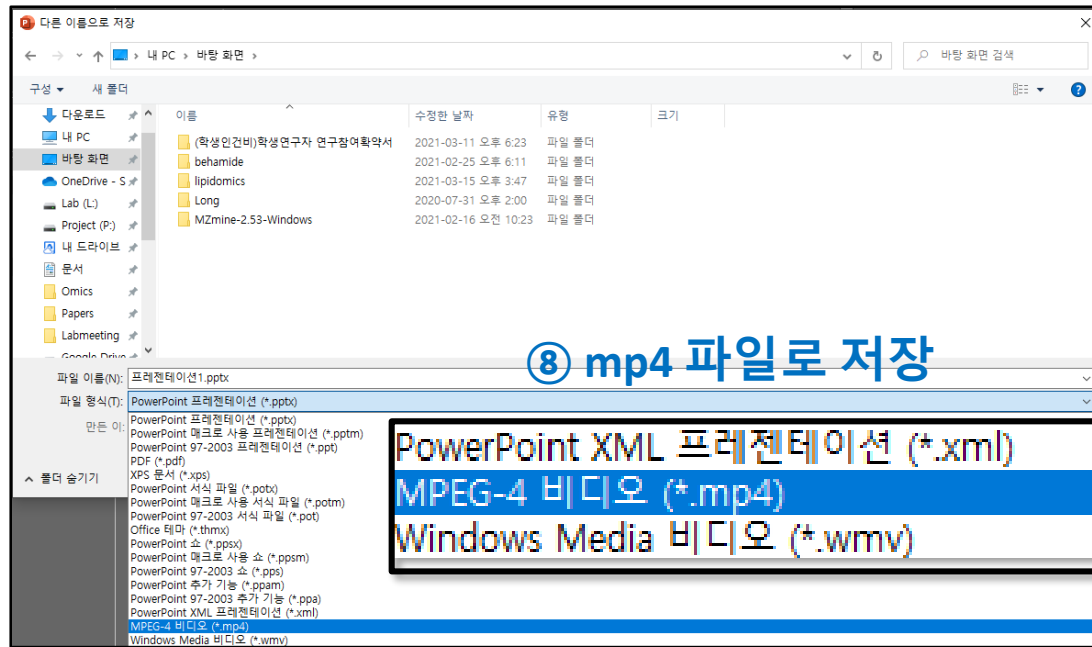 다른 이름으로 저장
내 PC > 바탕 화면 >
바탕 화면 검색
구성 새 폴더
이름 수정한 날짜 유형 크기
다운로드
내 PC
바탕 화면
OneDrive - S
Lab (L:)
Project (P:)
내 드라이브
문서
Omics
Papers
Labmeeting
Google Drive
(학생인건비)학생연구자 연구참여확약서 2021-03-11 오후 6:23 파일 폴더
behamide 2021-02-25 오후 6:11 파일 폴더
lipidomics 2021-03-15 오후 3:47 파일 폴더
Long 2020-07-31 오후 2:00 파일 폴더
MZmine-2.53-Windows 2021-02-16 오전 10:23 파일 폴더
⑧ mp4 파일로 저장
파일 이름(N): 프레젠테이션1.pptx
파일 형식(T): PowerPoint 프레젠테이션 (*.pptx)
만든 이:
폴더 숨기기
PowerPoint 프레젠테이션 (*.pptx)
PowerPoint 매크로 사용 프레젠테이션 (*.pptm)
PowerPoint 97-2003 프레젠테이션 (*.ppt)
PDF (*.pdf)
XPS 문서 (*.xps)
PowerPoint 서식 파일 (*.potx)
PowerPoint 매크로 사용 서식 파일 (*.potm)
PowerPoint 97-2003 서식 파일 (*.pot)
Office 테마 (*.thmx)
PowerPoint 쇼 (*.ppsx)
PowerPoint 매크로 사용 쇼 (*.ppsm)
PowerPoint 97-2003 쇼 (*.pps)
PowerPoint 추가 기능 (*.ppam)
PowerPoint 97-2003 추가 기능 (*.ppa)
PowerPoint XML 프레젠테이션 (*.xml)
MPEG-4 비디오 (*.mp4)
Windows Media 비디오 (*.wmv)
PowerPoint XML 프레젠테이션 (*.xml)
MPEG-4 비디오 (*.mp4)
Windows Media 비디오 (*.wmv)